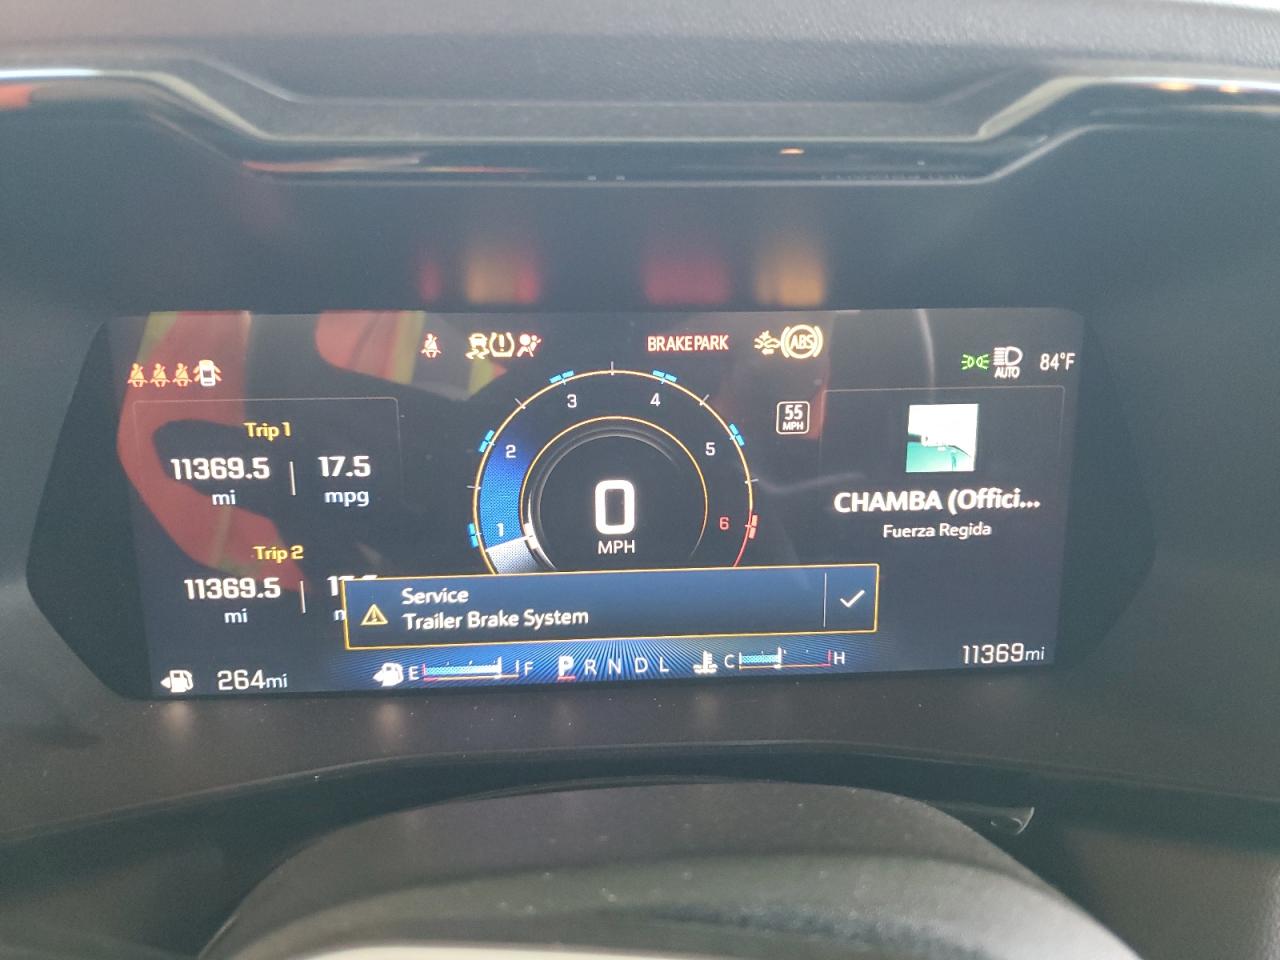 BRAKE PARK
ABS
AUTO
84°F
Trip 1
11369.5
mi
17.5
mpg
Trip 2
11369.5
mi
1 2 3 4 5 6
0
MPH
55
MPH
CHAMBA (Offici...
Fuerza Regida
Service
Trailer Brake System
264mi
E F
P R N D L
C H
11369mi